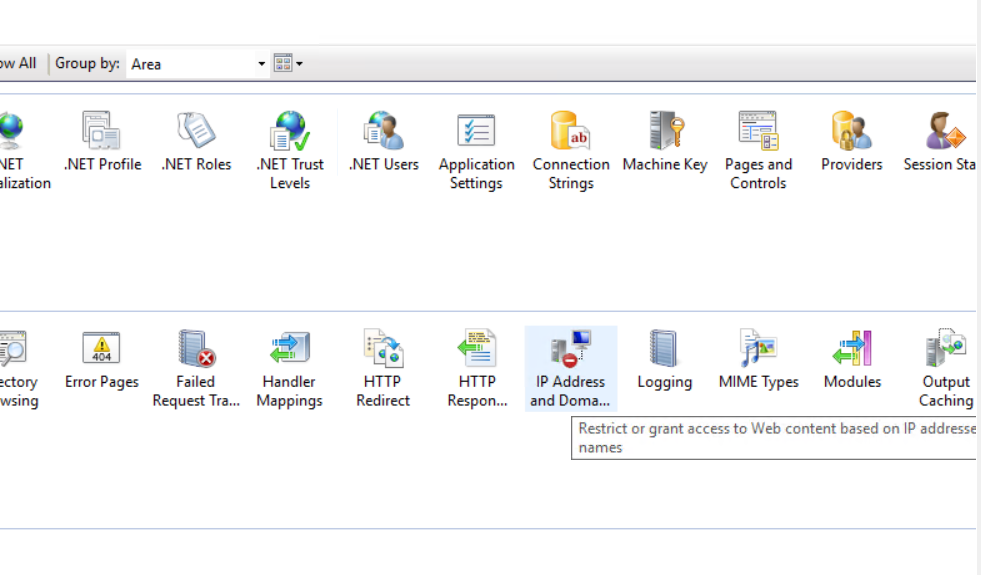 ow All Group by: Area
NET .NET Profile .NET Roles .NET Trust .NET Users Application Connection Machine Key Pages and Providers Session Sta
alization Levels Settings Strings Controls
ab
404
ectory Error Pages Failed Handler HTTP HTTP IP Address Logging MIME Types Modules Output
wsing Request Tra... Mappings Redirect Respon... and Doma... Caching
Restrict or grant access to Web content based on IP addresse
names